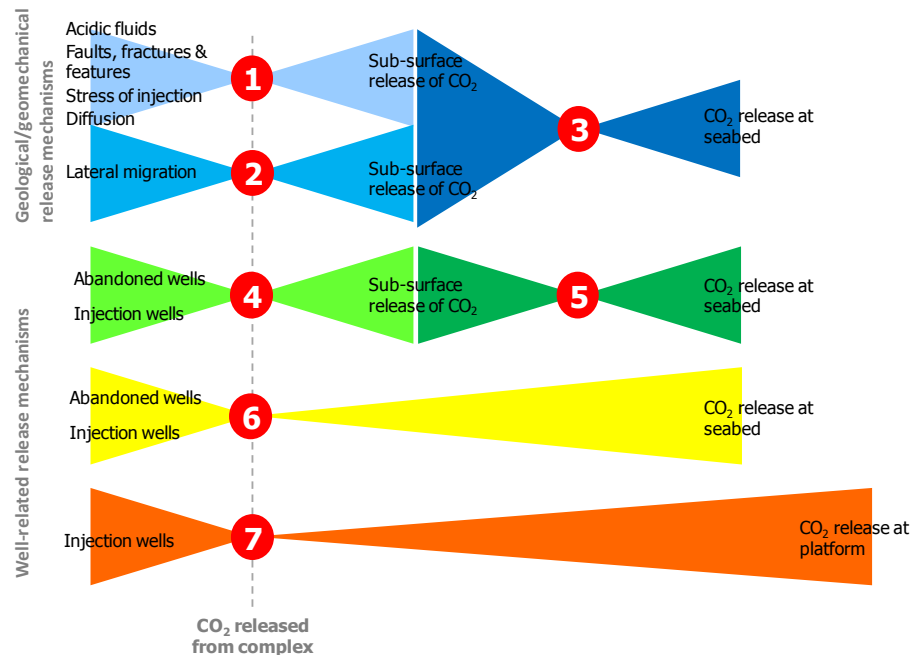 Geological/geomechanical
release mechanisms
Acidic fluids
Faults, fractures &
features
Stress of injection
Diffusion
1
Sub-surface
release of CO₂
3
CO₂ release at
seabed
Lateral migration
2
Sub-surface
release of CO₂
Well-related release mechanisms
Abandoned wells
Injection wells
4
Sub-surface
release of CO₂
5
CO₂ release at
seabed
Abandoned wells
Injection wells
6
CO₂ release at
seabed
Injection wells
7
CO₂ release at
platform
CO₂ released
from complex